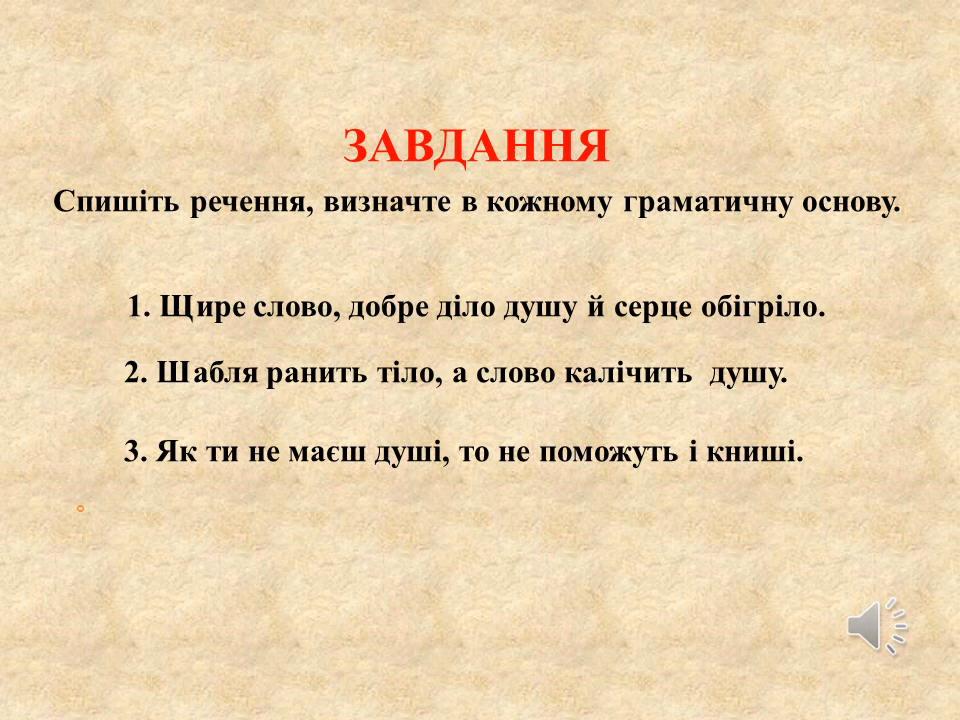 ЗАВДАННЯ
Спишіть речення, визначте в кожному граматичну основу.
1. Щире слово, добре діло душу й серце обігріло.
2. Шабля ранить тіло, а слово калічить душу.
3. Як ти не маєш душі, то не поможуть і книші.